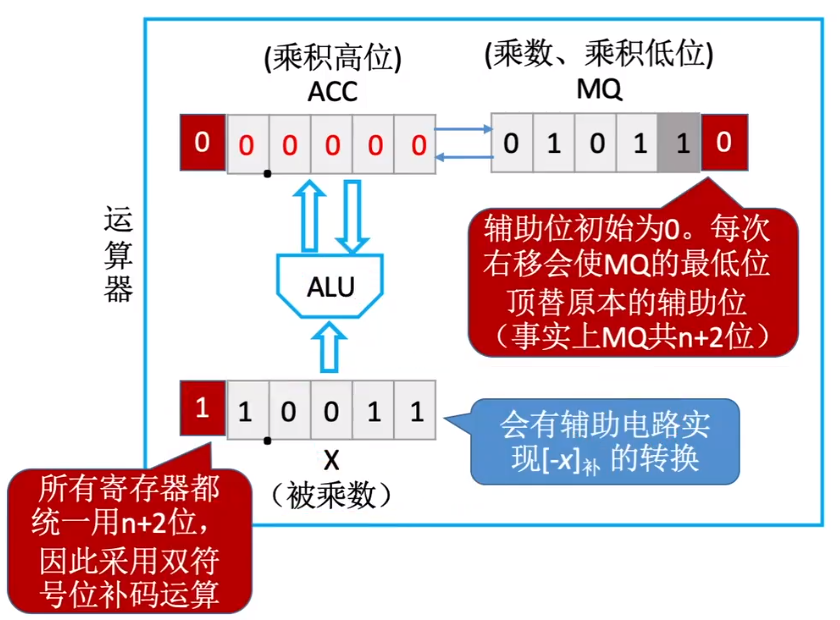 (乘积高位)
ACC
(乘数、乘积低位)
MQ
0 0 0 0 0 0
0 1 0 1 1 0
运算器
ALU
辅助位初始为0。每次
右移会使MQ的最低位
顶替原本的辅助位
（事实上MQ共n+2位）
1 1 0 0 1 1
X
（被乘数）
会有辅助电路实
现[-x]补 的转换
所有寄存器都
统一用n+2位，
因此采用双符
号位补码运算